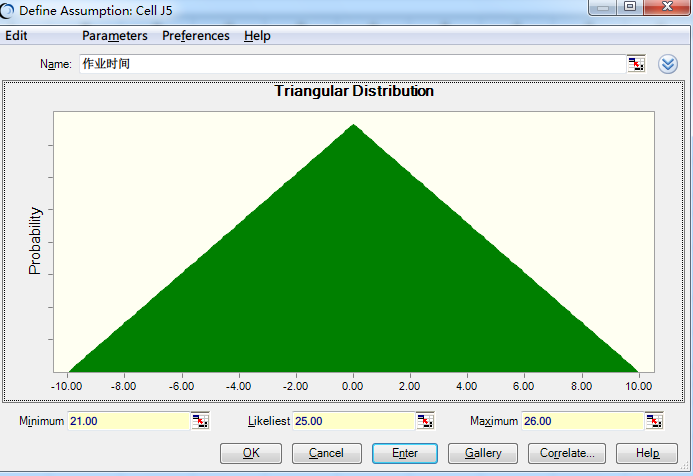 Define Assumption: Cell J5
Edit Parameters Preferences Help
Name: 作业时间
Triangular Distribution
Probability
-10.00 -8.00 -6.00 -4.00 -2.00 0.00 2.00 4.00 6.00 8.00 10.00
Minimum 21.00 Likeliest 25.00 Maximum 26.00
OK Cancel Enter Gallery Correlate... Help